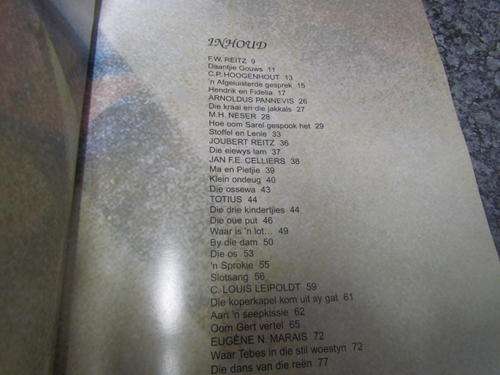 INHOUD
F.W. REITZ 9
Daantjie Gouws 11
C.P. HOOGENHOUT 13
'n Afgeluisterde gesprek 15
Hendrik en Fidelia 17
ARNOLDUS PANNEVIS 26
Die kraai en die jakkals 27
M.H. NESER 28
Hoe oom Sarel gespook het 29
Stoffel en Lenie 33
JOUBERT REITZ 36
Die eiewys lam 37
JAN F.E. CELLIERS 38
Ma en Pietjie 39
Klein ondeug 40
Die ossewa 43
TOTIUS 44
Die drie kindertjies 44
Die oue put 46
Waar is 'n lot... 49
By die dam 50
Die os 53
'n Sprokie 55
Slotsang 56
C. LOUIS LEIPOLDT 59
Die koperkapel kom uit sy gat 61
Aan 'n seepkissie 62
Oom Gert vertel 65
EUGÈNE N. MARAIS 72
Waar Tebes in die stil woestyn 72
Die dans van die reën 77